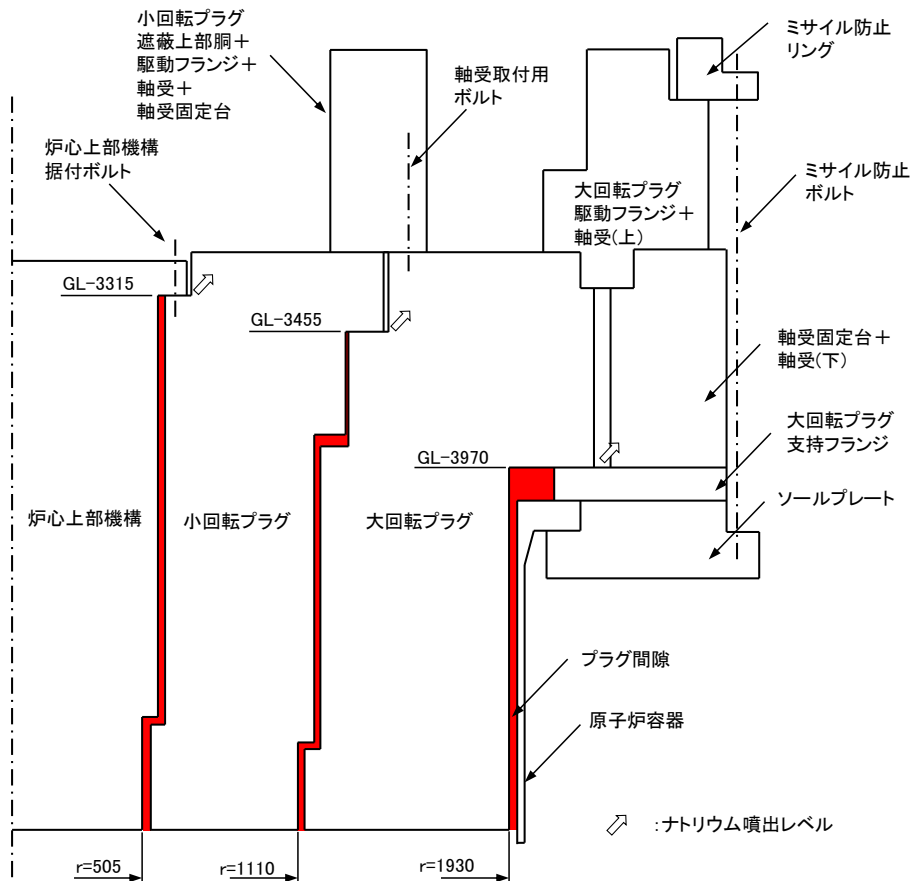 小回転プラグ
遮蔽上部胴＋
駆動フランジ＋
軸受＋
軸受固定台
ミサイル防止
リング
軸受取付用
ボルト
炉心上部機構
据付ボルト
ミサイル防止
ボルト
大回転プラグ
駆動フランジ＋
軸受(上)
GL-3315
GL-3455
軸受固定台＋
軸受(下)
大回転プラグ
支持フランジ
GL-3970
ソールプレート
炉心上部機構
小回転プラグ
大回転プラグ
プラグ間隙
原子炉容器
:ナトリウム噴出レベル
r=505
r=1110
r=1930